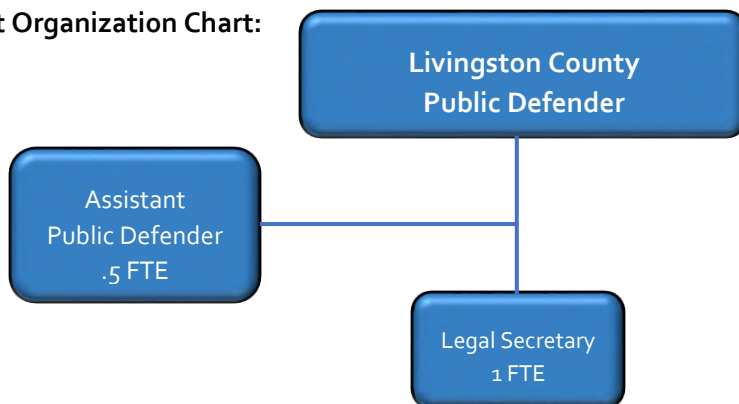 t Organization Chart:
Livingston County
Public Defender
Assistant
Public Defender
.5 FTE
Legal Secretary
1 FTE